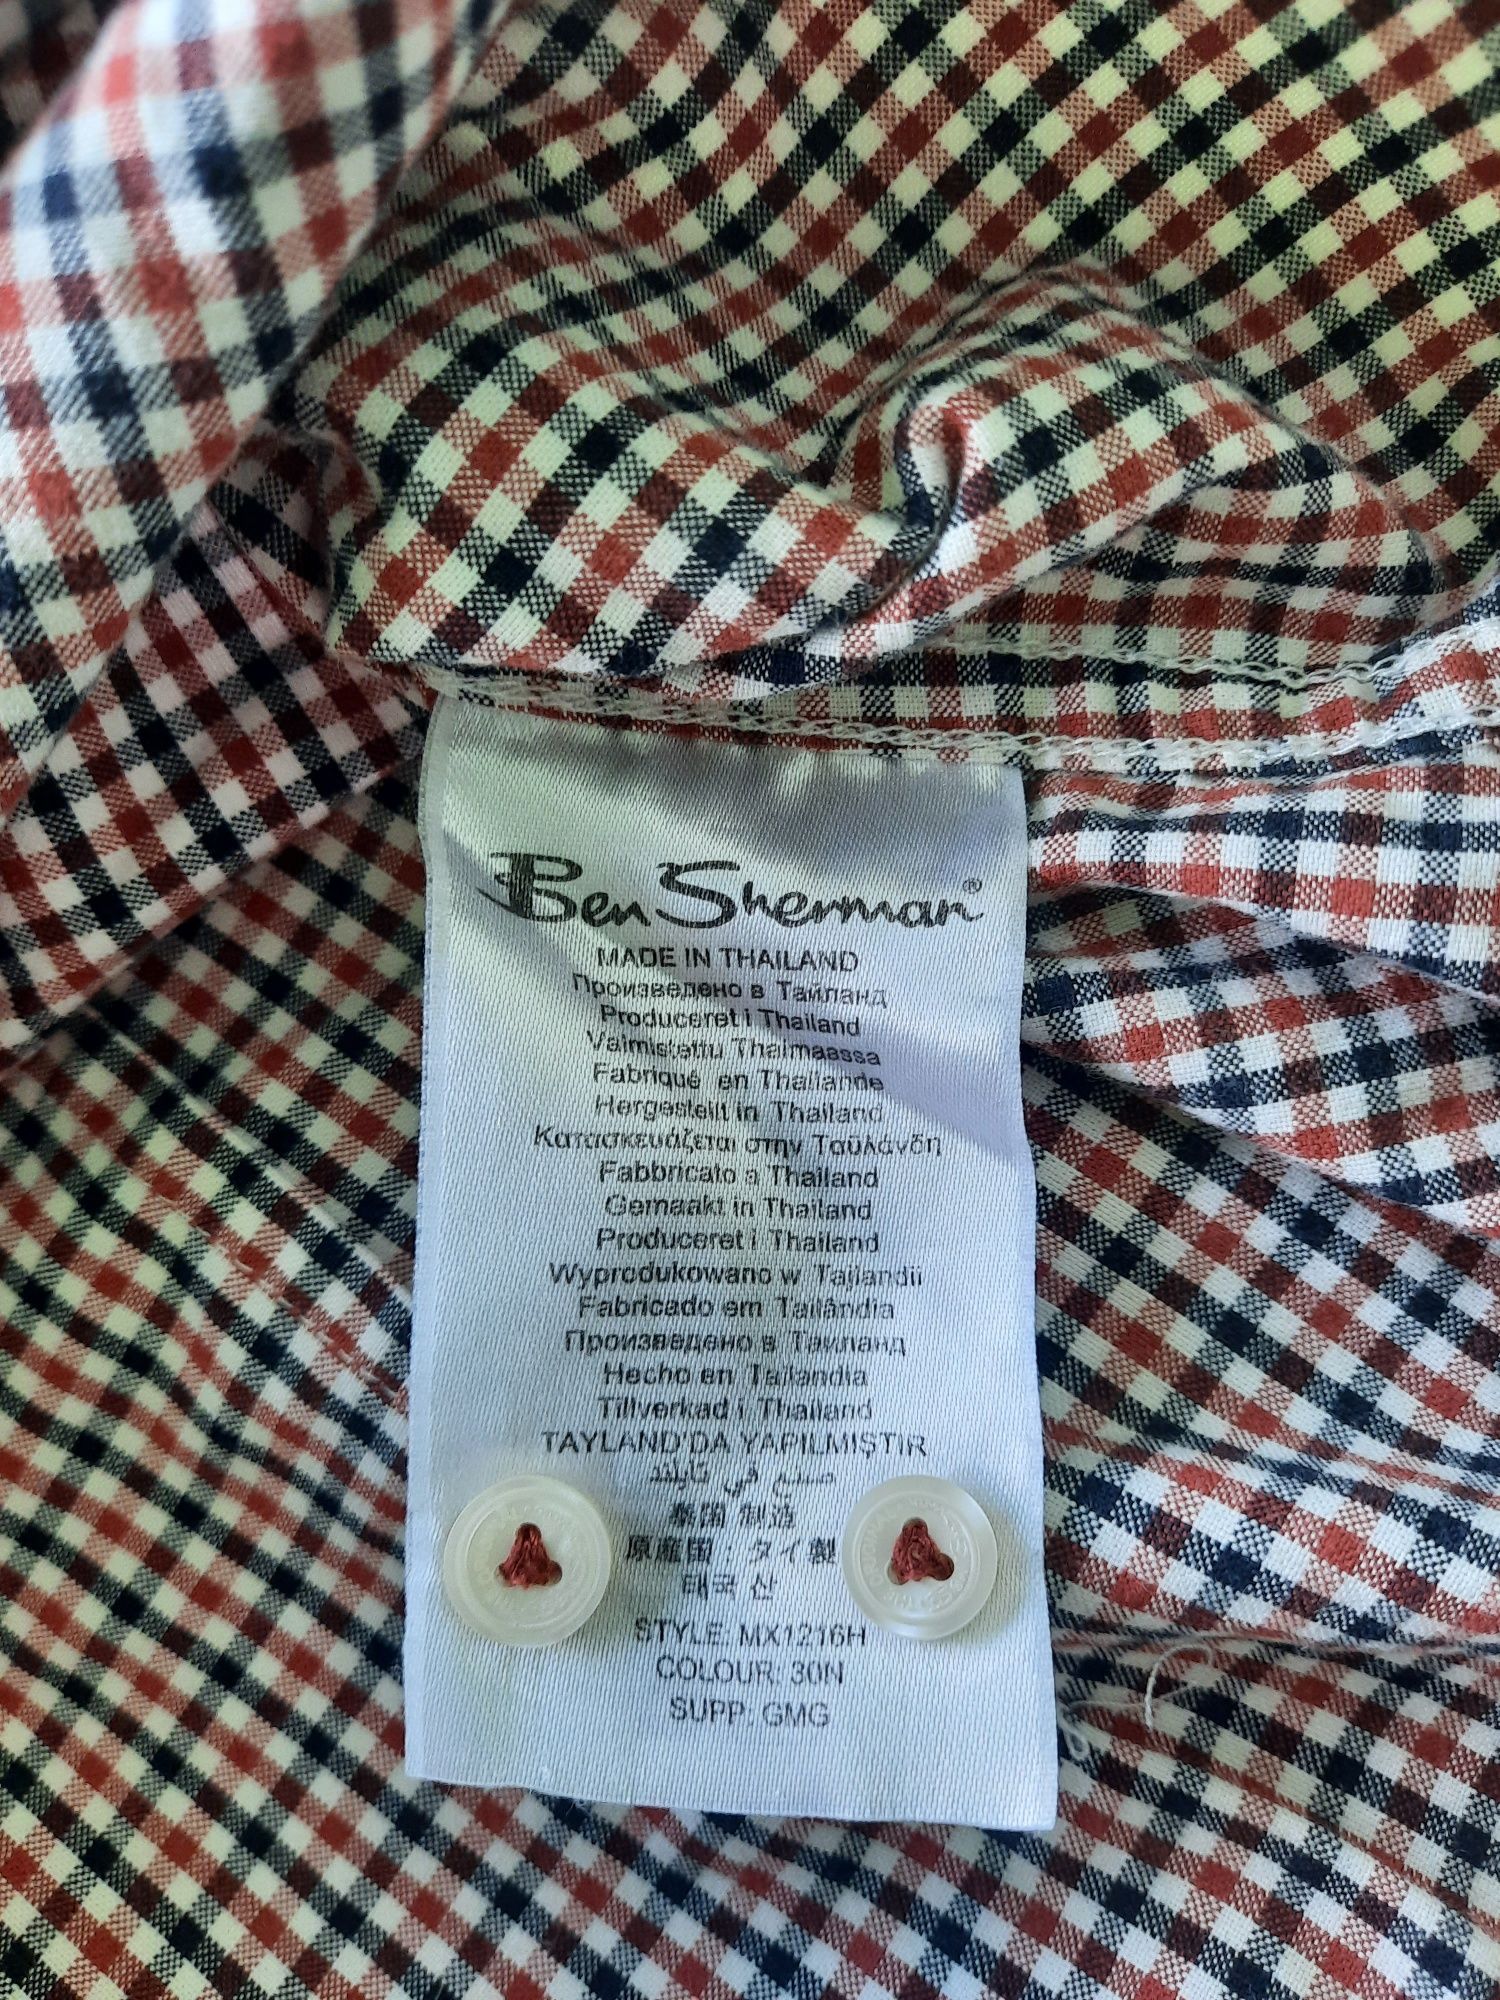 Ben Sherman®
MADE IN THAILAND
Произведено в Тайланд
Produceret i Thailand
Valmistettu Thaimaassa
Fabriqué en Thaïlande
Hergestellt in Thailand
Κατασκευάζεται στην Ταϋλάνδη
Fabbricato a Thailand
Gemaakt in Thailand
Produceret i Thailand
Wyprodukowano w Tajlandii
Fabricado em Tailândia
Произведено в Таиланд
Hecho en Tailandia
Tillverkad i Thailand
TAYLAND'DA YAPILMIŞTIR
صنع في تايلند
泰国 制造
原産国 : タイ製
태국 산
STYLE: MX1216H
COLOUR: 30N
SUPP: GMG